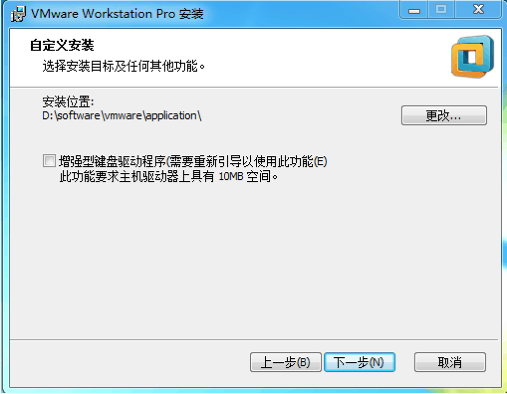 VMware Workstation Pro 安装
自定义安装
选择安装目标及任何其他功能。
安装位置:
D:\software\vmware\application\
更改...
增强型键盘驱动程序(需要重新引导以使用此功能(E)
此功能要求主机驱动器上具有 10MB 空间。
上一步(B)
下一步(N)
取消